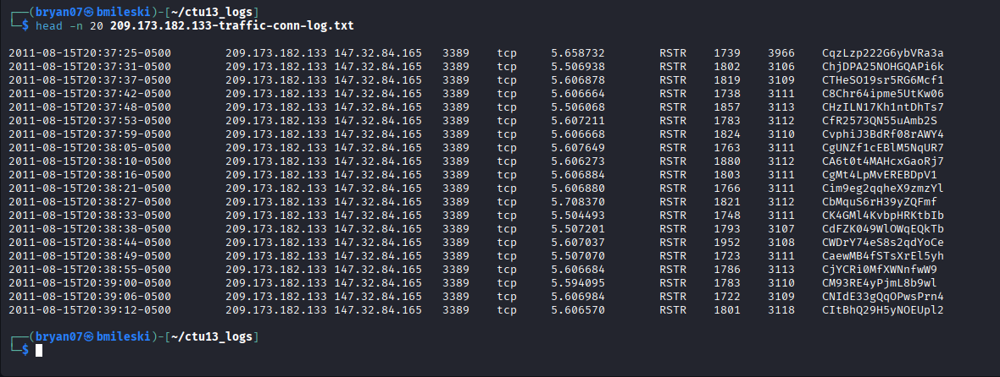 ┌──(bryan07㉿bmileski)-[~/ctu13_logs]
└─$ head -n 20 209.173.182.133-traffic-conn-log.txt
2011-08-15T20:37:25-0500 209.173.182.133 147.32.84.165 3389 tcp 5.658732 RSTR 1739 3966 CqzLzp222G6ybVRa3a
2011-08-15T20:37:31-0500 209.173.182.133 147.32.84.165 3389 tcp 5.506938 RSTR 1802 3106 ChjDPA25NOHGQAPi6k
2011-08-15T20:37:37-0500 209.173.182.133 147.32.84.165 3389 tcp 5.606878 RSTR 1819 3109 CTHeSO19sr5RG6Mcf1
2011-08-15T20:37:42-0500 209.173.182.133 147.32.84.165 3389 tcp 5.606664 RSTR 1738 3111 C8Chr64ipme5UtKw06
2011-08-15T20:37:48-0500 209.173.182.133 147.32.84.165 3389 tcp 5.506068 RSTR 1857 3113 CHzILN17Kh1ntDhTs7
2011-08-15T20:37:53-0500 209.173.182.133 147.32.84.165 3389 tcp 5.607211 RSTR 1783 3112 CfR2573QN55uAmb2S
2011-08-15T20:37:59-0500 209.173.182.133 147.32.84.165 3389 tcp 5.606668 RSTR 1824 3110 CvphiJ3BdRf08rAWY4
2011-08-15T20:38:05-0500 209.173.182.133 147.32.84.165 3389 tcp 5.607649 RSTR 1763 3111 CgUNZf1cEBlM5NqUR7
2011-08-15T20:38:10-0500 209.173.182.133 147.32.84.165 3389 tcp 5.606273 RSTR 1880 3112 CA6t0t4MAHcxGaoRj7
2011-08-15T20:38:16-0500 209.173.182.133 147.32.84.165 3389 tcp 5.606884 RSTR 1803 3111 CgMt4LpMvEREBDpV1
2011-08-15T20:38:21-0500 209.173.182.133 147.32.84.165 3389 tcp 5.606880 RSTR 1766 3111 Cim9eg2qqheX9zmzYl
2011-08-15T20:38:27-0500 209.173.182.133 147.32.84.165 3389 tcp 5.708370 RSTR 1821 3112 CbMquS6rH39yZQFmf
2011-08-15T20:38:33-0500 209.173.182.133 147.32.84.165 3389 tcp 5.504493 RSTR 1748 3111 CK4GMl4KvbpHRKtbIb
2011-08-15T20:38:38-0500 209.173.182.133 147.32.84.165 3389 tcp 5.507201 RSTR 1793 3107 CdFZK049WlOWqEQkTb
2011-08-15T20:38:44-0500 209.173.182.133 147.32.84.165 3389 tcp 5.607037 RSTR 1952 3108 CWDrY74eS8s2qdYoCe
2011-08-15T20:38:49-0500 209.173.182.133 147.32.84.165 3389 tcp 5.507070 RSTR 1723 3111 CaewMB4fSTsXrEl5yh
2011-08-15T20:38:55-0500 209.173.182.133 147.32.84.165 3389 tcp 5.606684 RSTR 1786 3113 CjYCRi0MfXWNnfwW9
2011-08-15T20:39:00-0500 209.173.182.133 147.32.84.165 3389 tcp 5.594095 RSTR 1783 3110 CM93RE4yPjmL8b9wl
2011-08-15T20:39:06-0500 209.173.182.133 147.32.84.165 3389 tcp 5.606984 RSTR 1722 3109 CNIdE33gQqOPwsPrn4
2011-08-15T20:39:12-0500 209.173.182.133 147.32.84.165 3389 tcp 5.606570 RSTR 1801 3118 CItBhQ29H5yNOEUpl2
┌──(bryan07㉿bmileski)-[~/ctu13_logs]
└─$